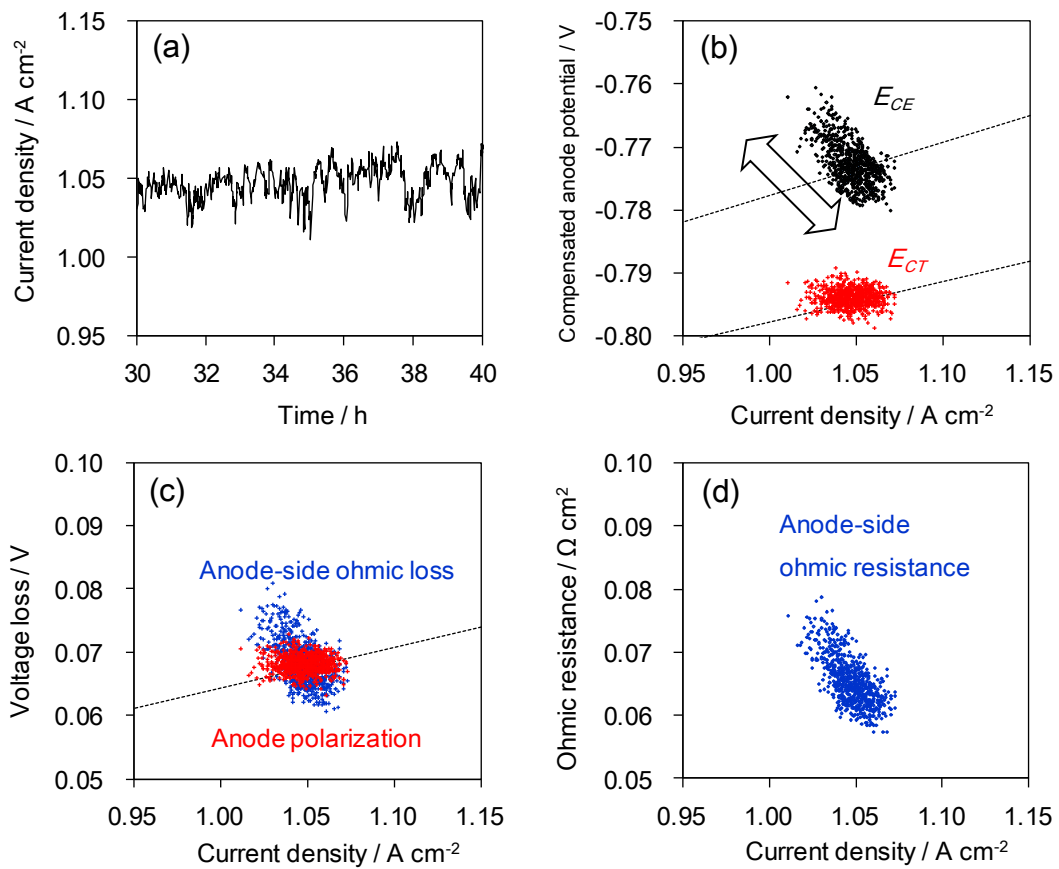 (a)
1.15
1.10
1.05
1.00
0.95
Current density / A cm-2
30 32 34 36 38 40
Time / h
(b)
-0.75
-0.76
-0.77
-0.78
-0.79
-0.80
Compensated anode potential / V
ECE
ECT
0.95 1.00 1.05 1.10 1.15
Current density / A cm-2
(c)
0.10
0.09
0.08
0.07
0.06
0.05
Voltage loss / V
Anode-side ohmic loss
Anode polarization
0.95 1.00 1.05 1.10 1.15
Current density / A cm-2
(d)
0.10
0.09
0.08
0.07
0.06
0.05
Ohmic resistance / Ω cm2
Anode-side
ohmic resistance
0.95 1.00 1.05 1.10 1.15
Current density / A cm-2